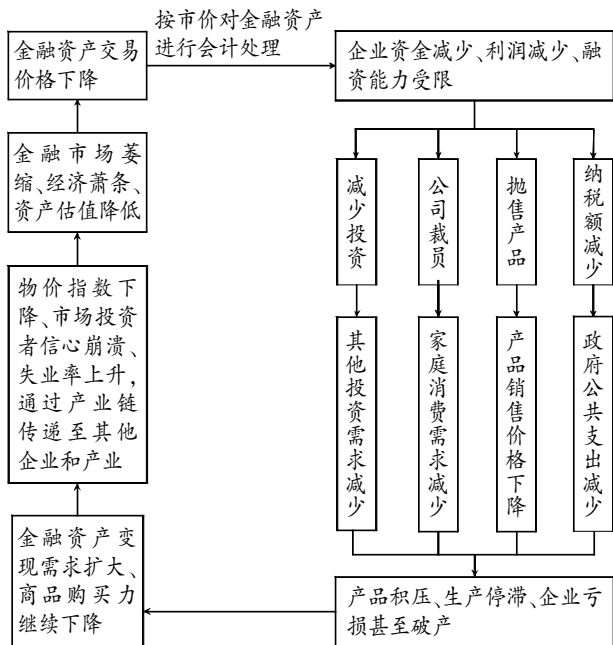 按市价对金融资产
进行会计处理
金融资产交易
价格下降
企业资金减少、利润减少、融
资能力受限
金融市场萎
缩、经济萧条、
资产估值降低
减少投资
公司裁员
抛售产品
纳税额减少
物价指数下
降、市场投资
者信心崩溃、
失业率上升，
通过产业链
传递至其他
企业和产业
其他投资需求减少
家庭消费需求减少
产品销售价格下降
政府公共支出减少
金融资产变
现需求扩大、
商品购买力
继续下降
产品积压、生产停滞、企业亏
损甚至破产